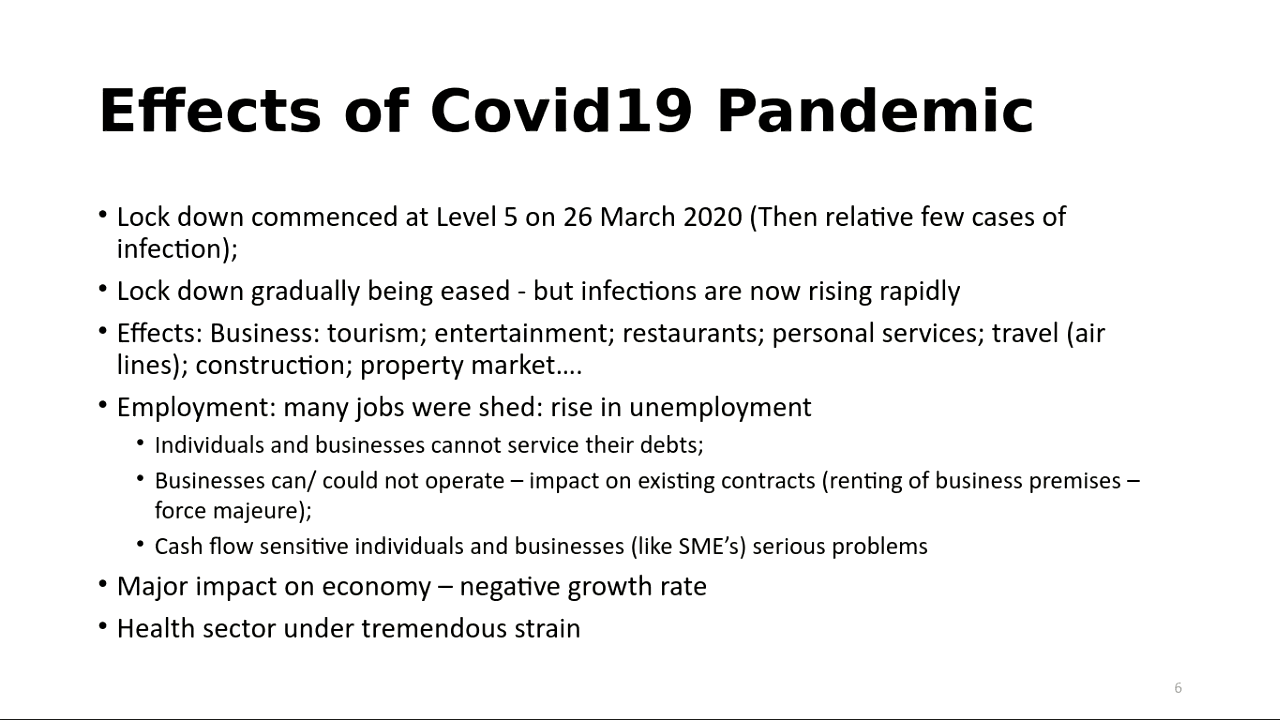 Effects of Covid19 Pandemic
• Lock down commenced at Level 5 on 26 March 2020 (Then relative few cases of
infection);
• Lock down gradually being eased - but infections are now rising rapidly
• Effects: Business: tourism; entertainment; restaurants; personal services; travel (air
lines); construction; property market....
• Employment: many jobs were shed: rise in unemployment
• Individuals and businesses cannot service their debts;
• Businesses can/ could not operate – impact on existing contracts (renting of business premises –
force majeure);
• Cash flow sensitive individuals and businesses (like SME’s) serious problems
• Major impact on economy – negative growth rate
• Health sector under tremendous strain
6